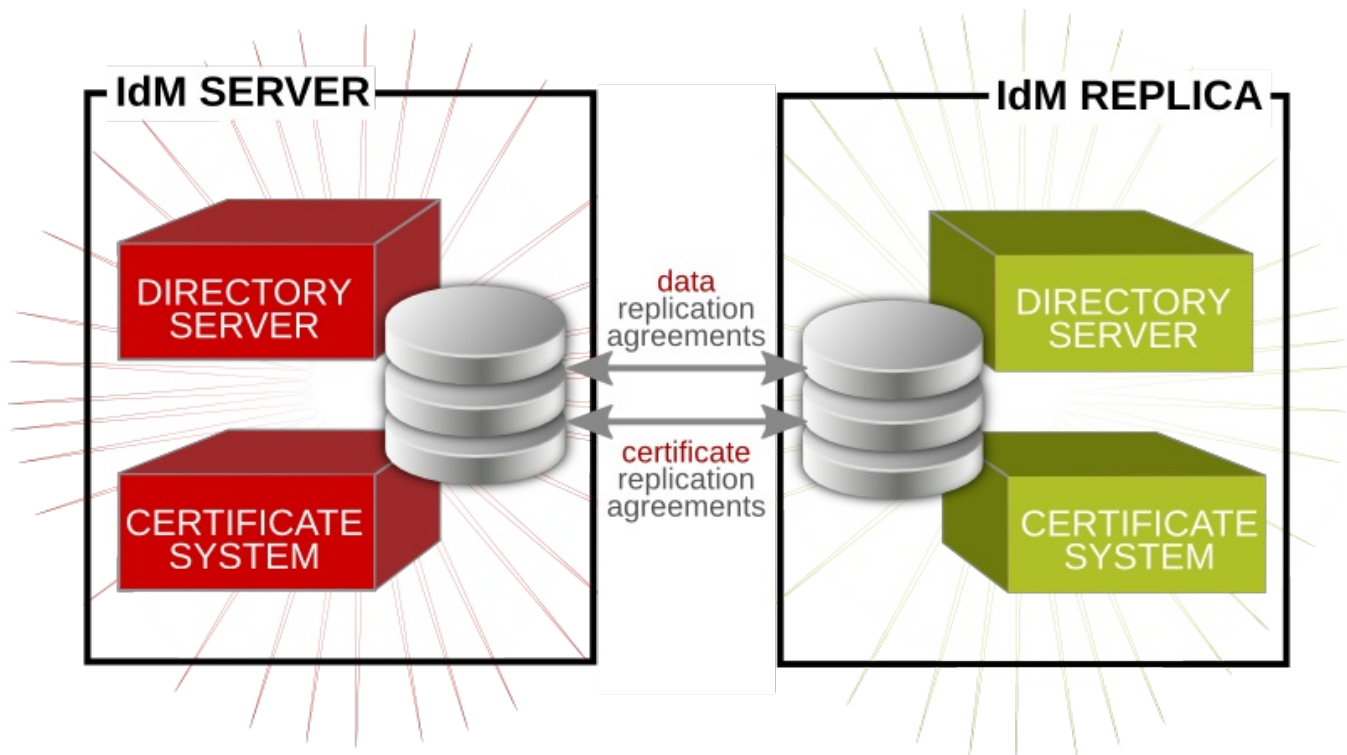 IdM SERVER
IdM REPLICA
DIRECTORY
SERVER
CERTIFICATE
SYSTEM
data
replication
agreements
certificate
replication
agreements
DIRECTORY
SERVER
CERTIFICATE
SYSTEM